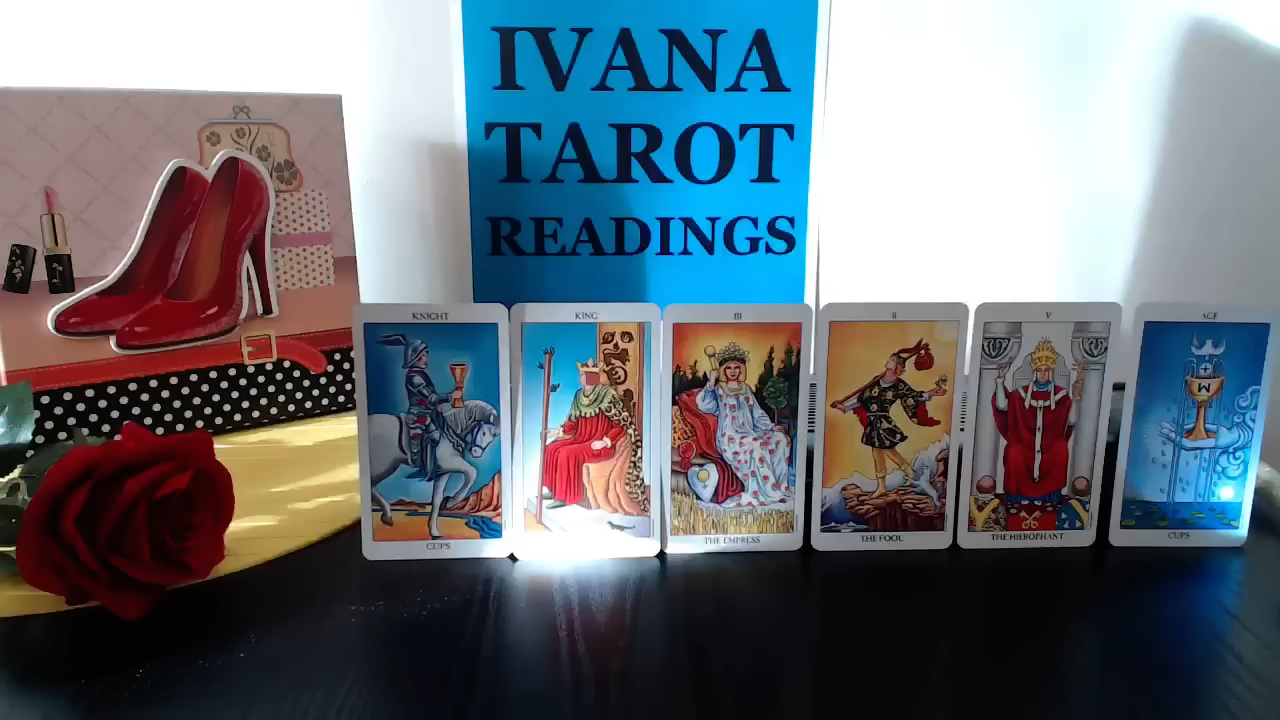 IVANA
TAROT
READINGS
KNIGHT
KING
III
0
V
ACE
CUPS
THE EMPRESS
THE FOOL
THE HIEROPHANT
CUPS